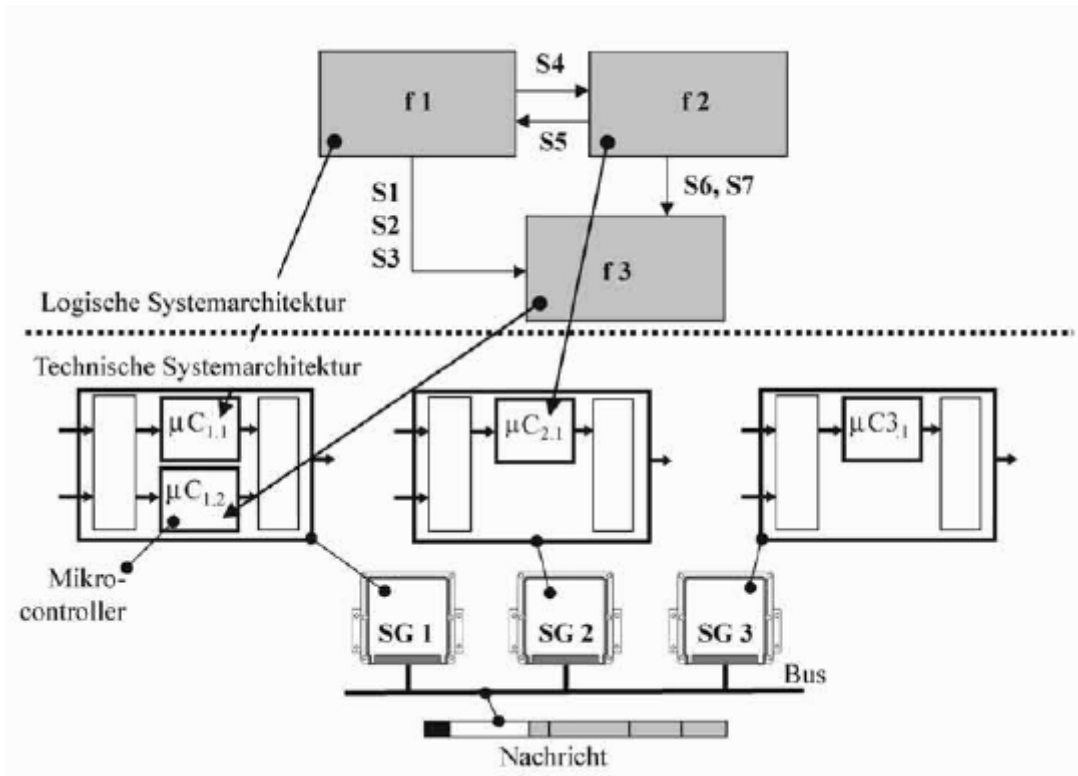 S4
f 1
f 2
S5
S1
S2
S3
S6, S7
f 3
Logische Systemarchitektur
Technische Systemarchitektur
μC1.1
μC2.1
μC3.1
μC1.2
Mikro-
controller
SG 1
SG 2
SG 3
Bus
Nachricht